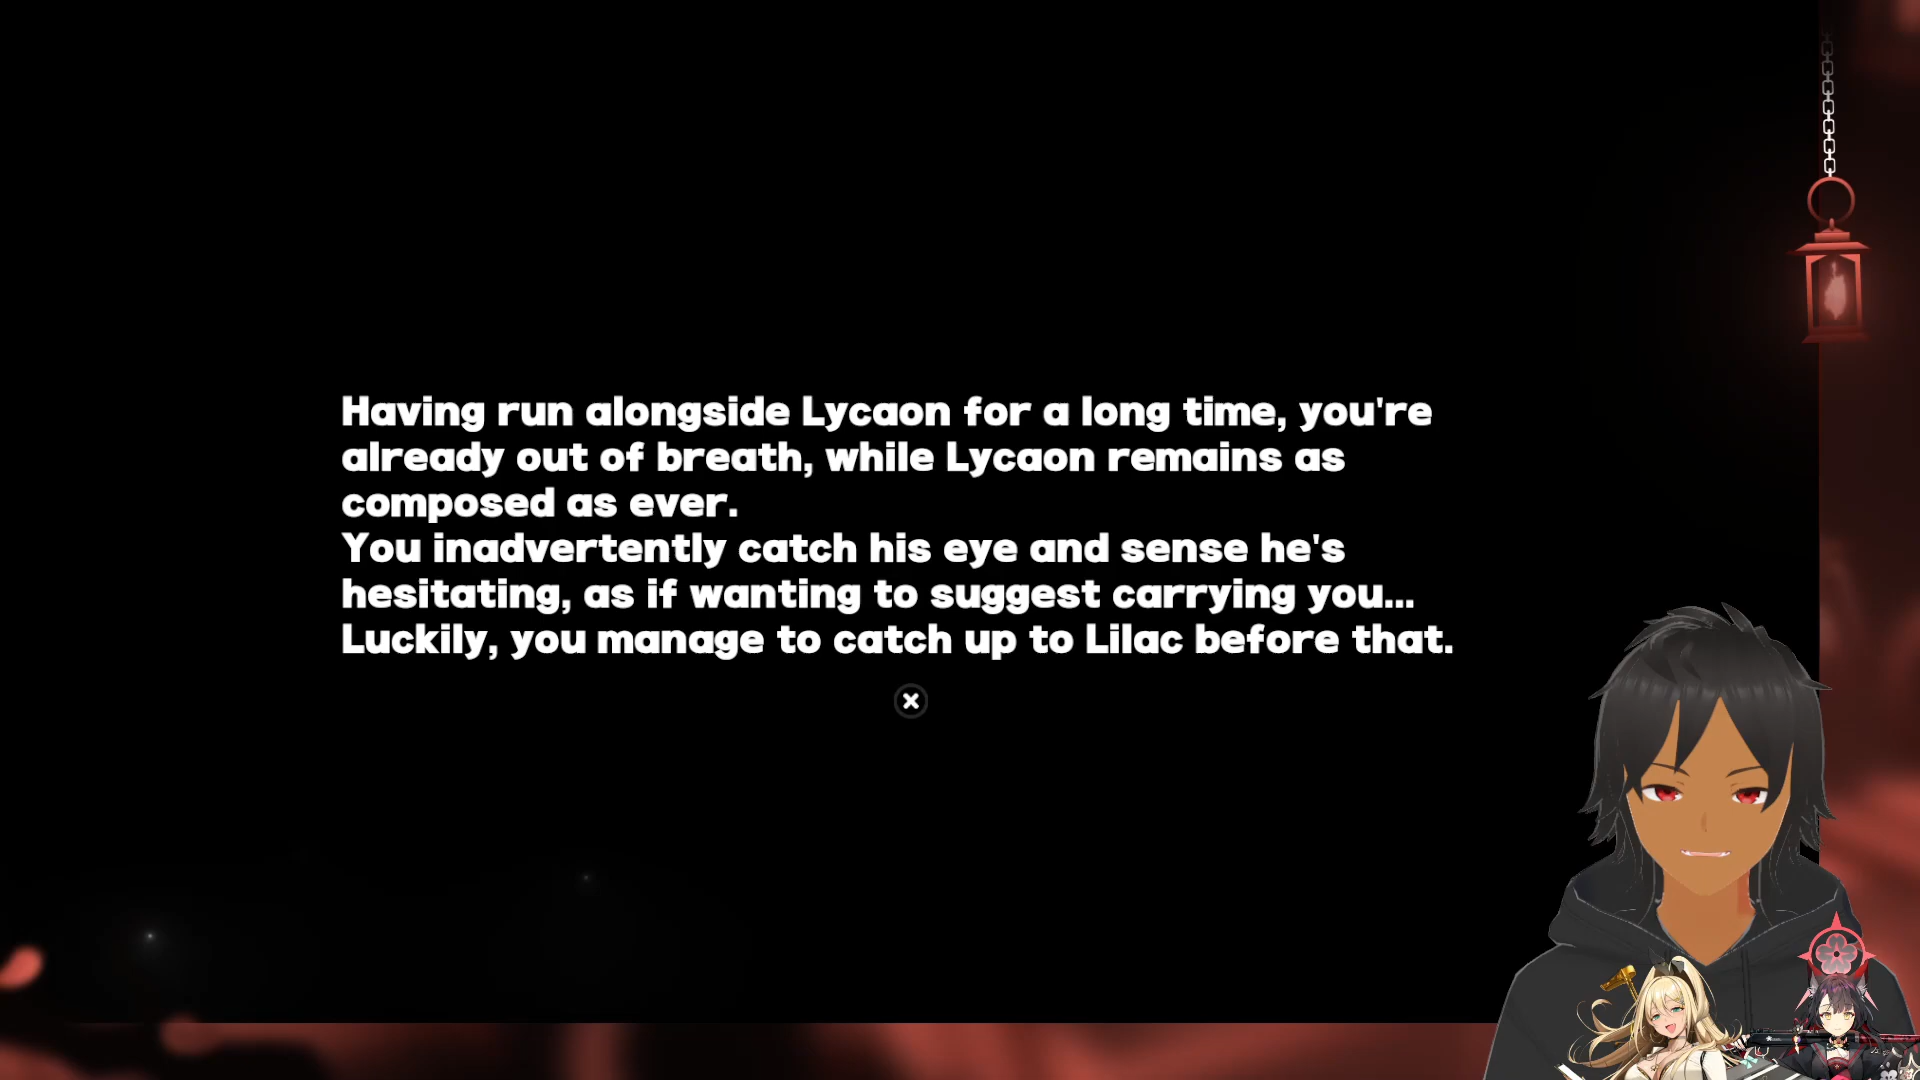 Having run alongside Lycaon for a long time, you're
already out of breath, while Lycaon remains as
composed as ever.
You inadvertently catch his eye and sense he's
hesitating, as if wanting to suggest carrying you...
Luckily, you manage to catch up to Lilac before that.